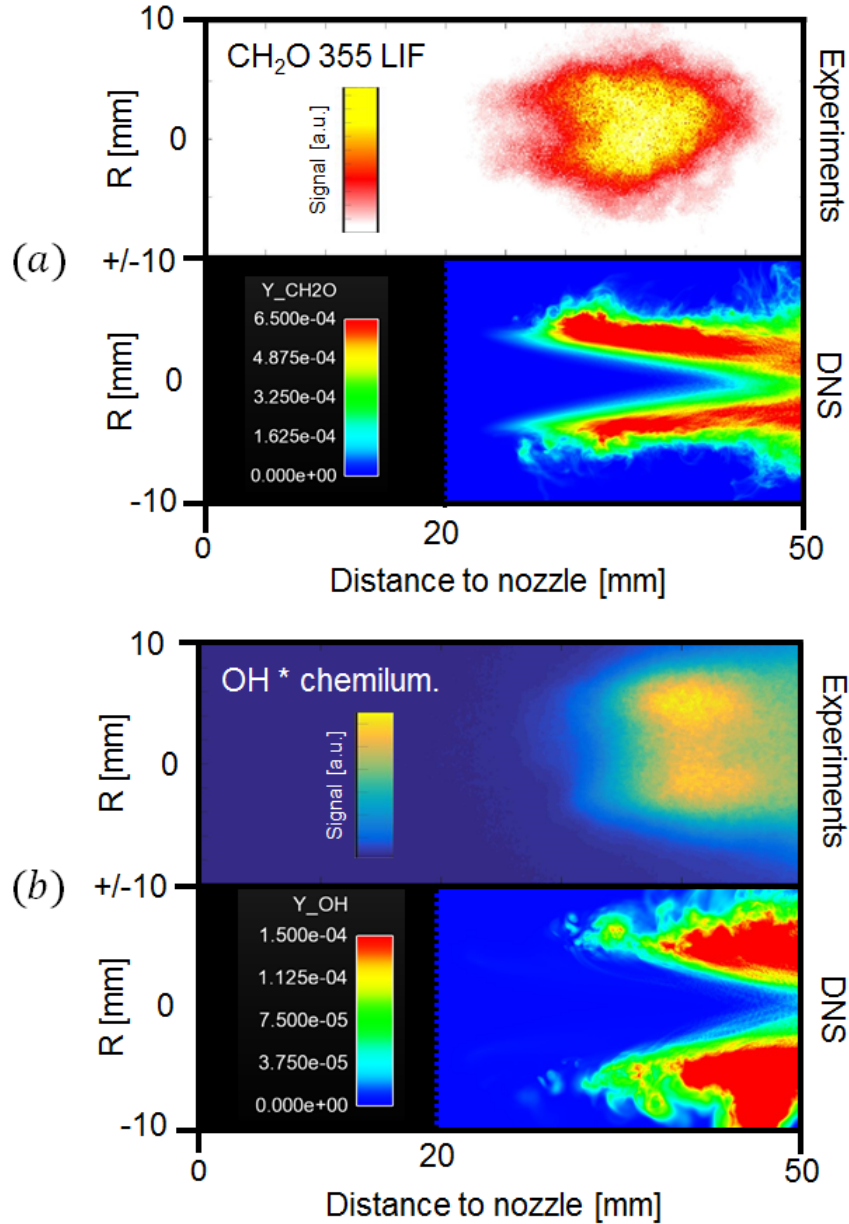 10
CH₂O 355 LIF
Signal [a.u.]
R [mm]
0
Experiments
(a)
+/-10
Y_CH2O
6.500e-04
4.875e-04
3.250e-04
1.625e-04
0.000e+00
R [mm]
0
DNS
-10
0
20
50
Distance to nozzle [mm]
10
OH * chemilum.
Signal [a.u.]
R [mm]
0
Experiments
(b)
+/-10
Y_OH
1.500e-04
1.125e-04
7.500e-05
3.750e-05
0.000e+00
R [mm]
0
DNS
-10
0
20
50
Distance to nozzle [mm]